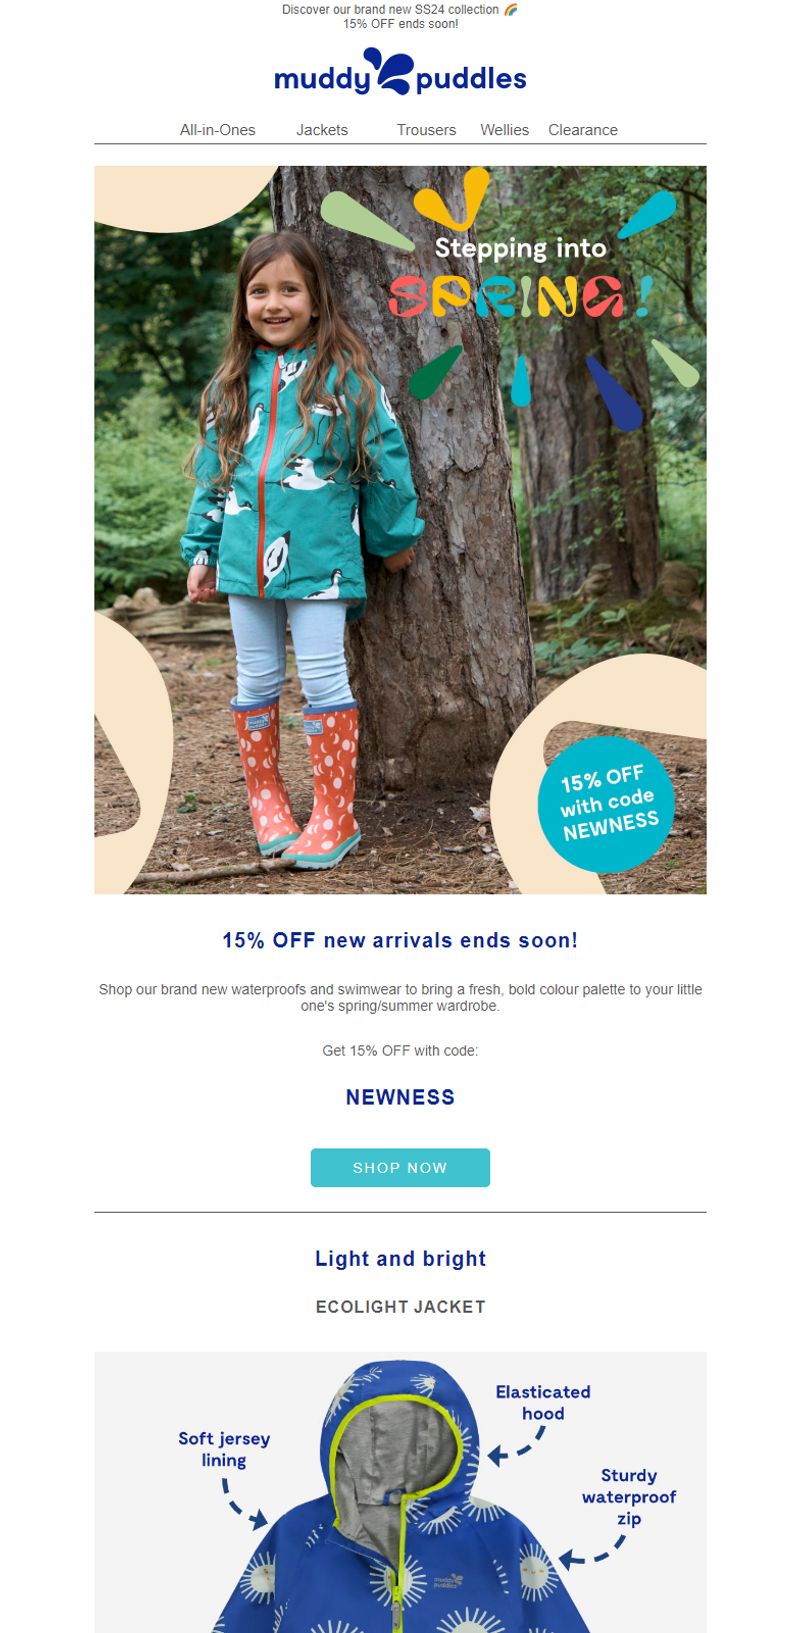 Discover our brand new SS24 collection 🌈
15% OFF ends soon!
muddy puddles
All-in-Ones Jackets Trousers Wellies Clearance
Stepping into
SPRING!
15% OFF
with code
NEWNESS
15% OFF new arrivals ends soon!
Shop our brand new waterproofs and swimwear to bring a fresh, bold colour palette to your little
one's spring/summer wardrobe.
Get 15% OFF with code:
NEWNESS
SHOP NOW
Light and bright
ECOLIGHT JACKET
Elasticated
hood
Soft jersey
lining
Sturdy
waterproof
zip
muddy
puddles